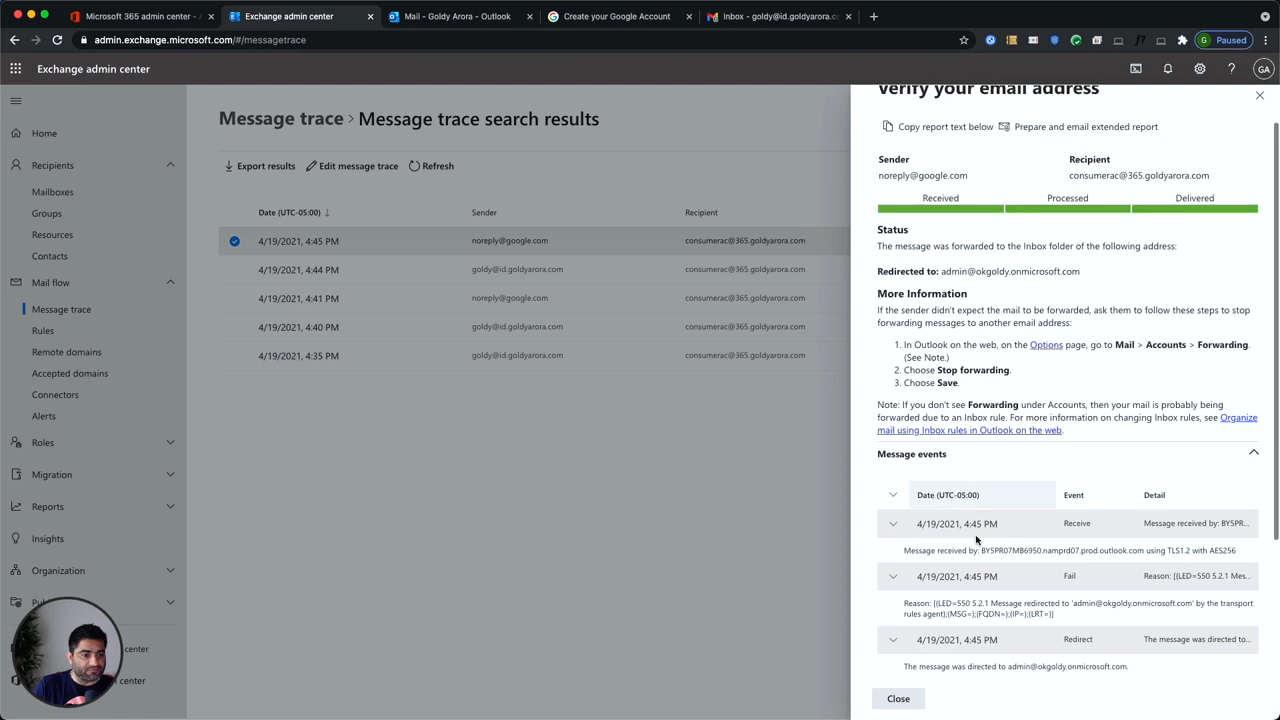 Microsoft 365 admin center - A
Exchange admin center
Mail - Goldy Arora - Outlook
Create your Google Account
Inbox - goldy@id.goldyarora.co
admin.exchange.microsoft.com/#/messagetrace
G
Paused
Exchange admin center
GA
Home
Recipients
Mailboxes
Groups
Resources
Contacts
Mail flow
Message trace
Rules
Remote domains
Accepted domains
Connectors
Alerts
Roles
Migration
Reports
Insights
Organization
center
center
Message trace > Message trace search results
Export results
Edit message trace
Refresh
Date (UTC-05:00) ↓
Sender
Recipient
4/19/2021, 4:45 PM
noreply@google.com
consumerac@365.goldyarora.com
4/19/2021, 4:44 PM
goldy@id.goldyarora.com
consumerac@365.goldyarora.com
4/19/2021, 4:41 PM
noreply@google.com
consumerac@365.goldyarora.com
4/19/2021, 4:40 PM
goldy@id.goldyarora.com
consumerac@365.goldyarora.com
4/19/2021, 4:35 PM
goldy@id.goldyarora.com
consumerac@365.goldyarora.com
Verify your email address
Copy report text below
Prepare and email extended report
Sender
Recipient
noreply@google.com
consumerac@365.goldyarora.com
Received
Processed
Delivered
Status
The message was forwarded to the Inbox folder of the following address:
Redirected to: admin@okgoldy.onmicrosoft.com
More Information
If the sender didn't expect the mail to be forwarded, ask them to follow these steps to stop
forwarding messages to another email address:
1. In Outlook on the web, on the Options page, go to Mail > Accounts > Forwarding.
(See Note.)
2. Choose Stop forwarding.
3. Choose Save.
Note: If you don't see Forwarding under Accounts, then your mail is probably being
forwarded due to an Inbox rule. For more information on changing Inbox rules, see Organize
mail using Inbox rules in Outlook on the web.
Message events
Date (UTC-05:00)
Event
Detail
4/19/2021, 4:45 PM
Receive
Message received by: BY5PR...
Message received by: BY5PR07MB6950.namprd07.prod.outlook.com using TLS1.2 with AES256
4/19/2021, 4:45 PM
Fail
Reason: [{LED=550 5.2.1 Mes...
Reason: [{LED=550 5.2.1 Message redirected to 'admin@okgoldy.onmicrosoft.com' by the transport
rules agent};{MSG=};{FQDN=};{IP=};{LRT=}]
4/19/2021, 4:45 PM
Redirect
The message was directed to...
The message was directed to admin@okgoldy.onmicrosoft.com.
Close